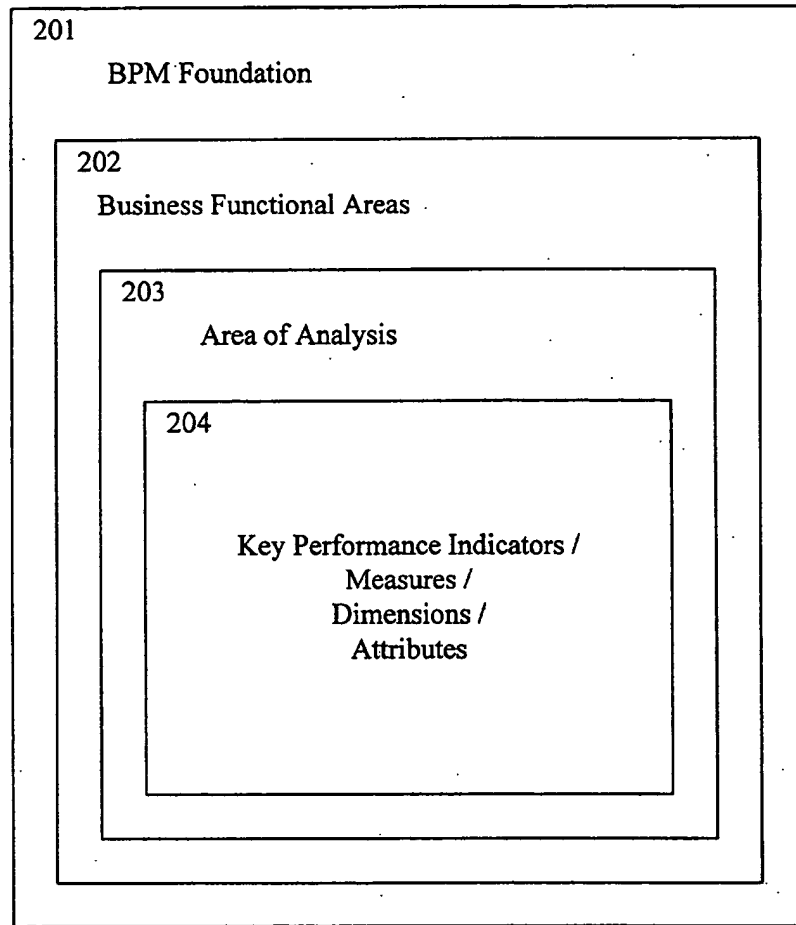 201
BPM Foundation
202
Business Functional Areas
203
Area of Analysis
204
Key Performance Indicators /
Measures /
Dimensions /
Attributes